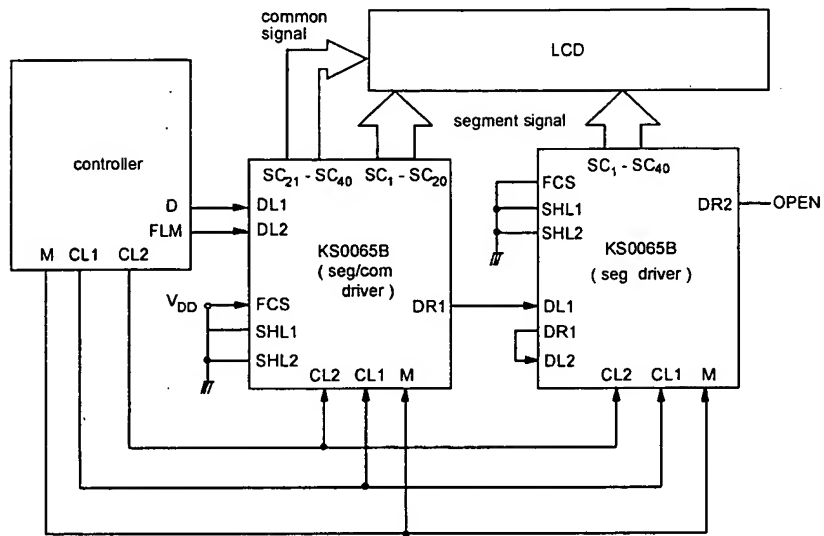 common
signal
LCD
segment signal
controller
D
FLM
M CL1 CL2
SC21 - SC40 SC1 - SC20
DL1
DL2
KS0065B
( seg/com
driver )
VDD
FCS
SHL1
SHL2
DR1
CL2 CL1 M
SC1 - SC40
FCS
SHL1
SHL2
DR2
OPEN
KS0065B
( seg driver )
DL1
DR1
DL2
CL2 CL1 M